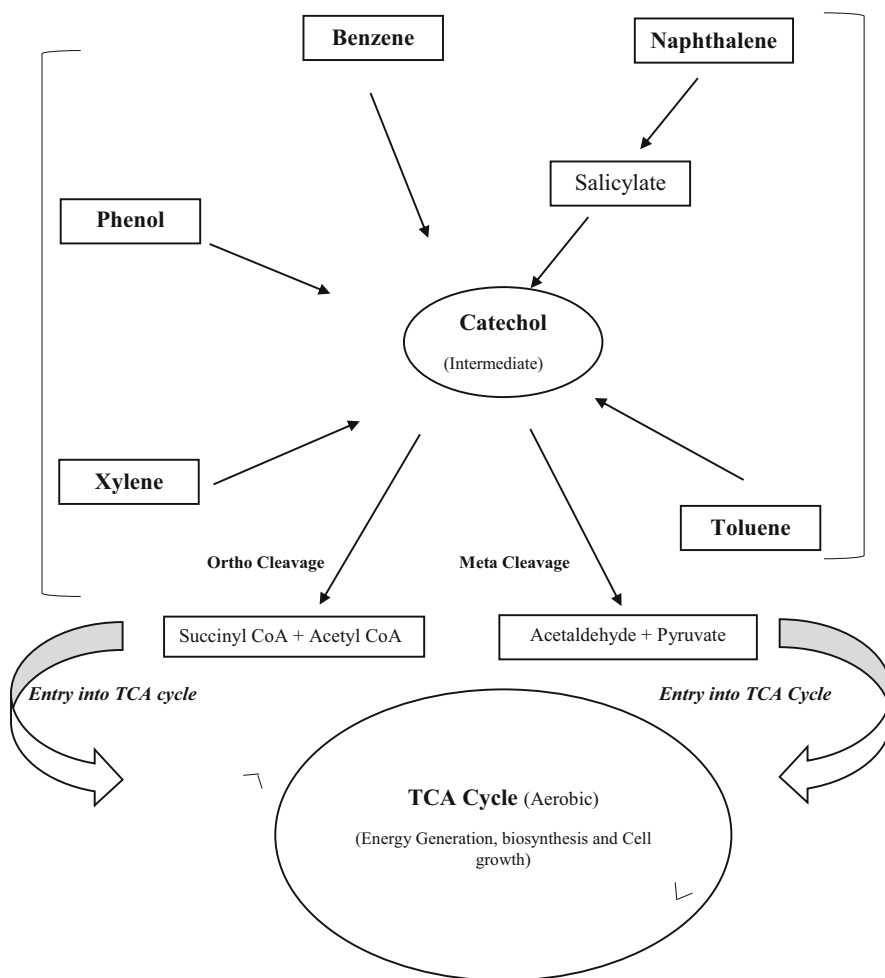 Benzene
Naphthalene
Salicylate
Phenol
Catechol
(Intermediate)
Xylene
Toluene
Ortho Cleavage
Meta Cleavage
Succinyl CoA + Acetyl CoA
Acetaldehyde + Pyruvate
Entry into TCA cycle
Entry into TCA Cycle
TCA Cycle (Aerobic)
(Energy Generation, biosynthesis and Cell
growth)